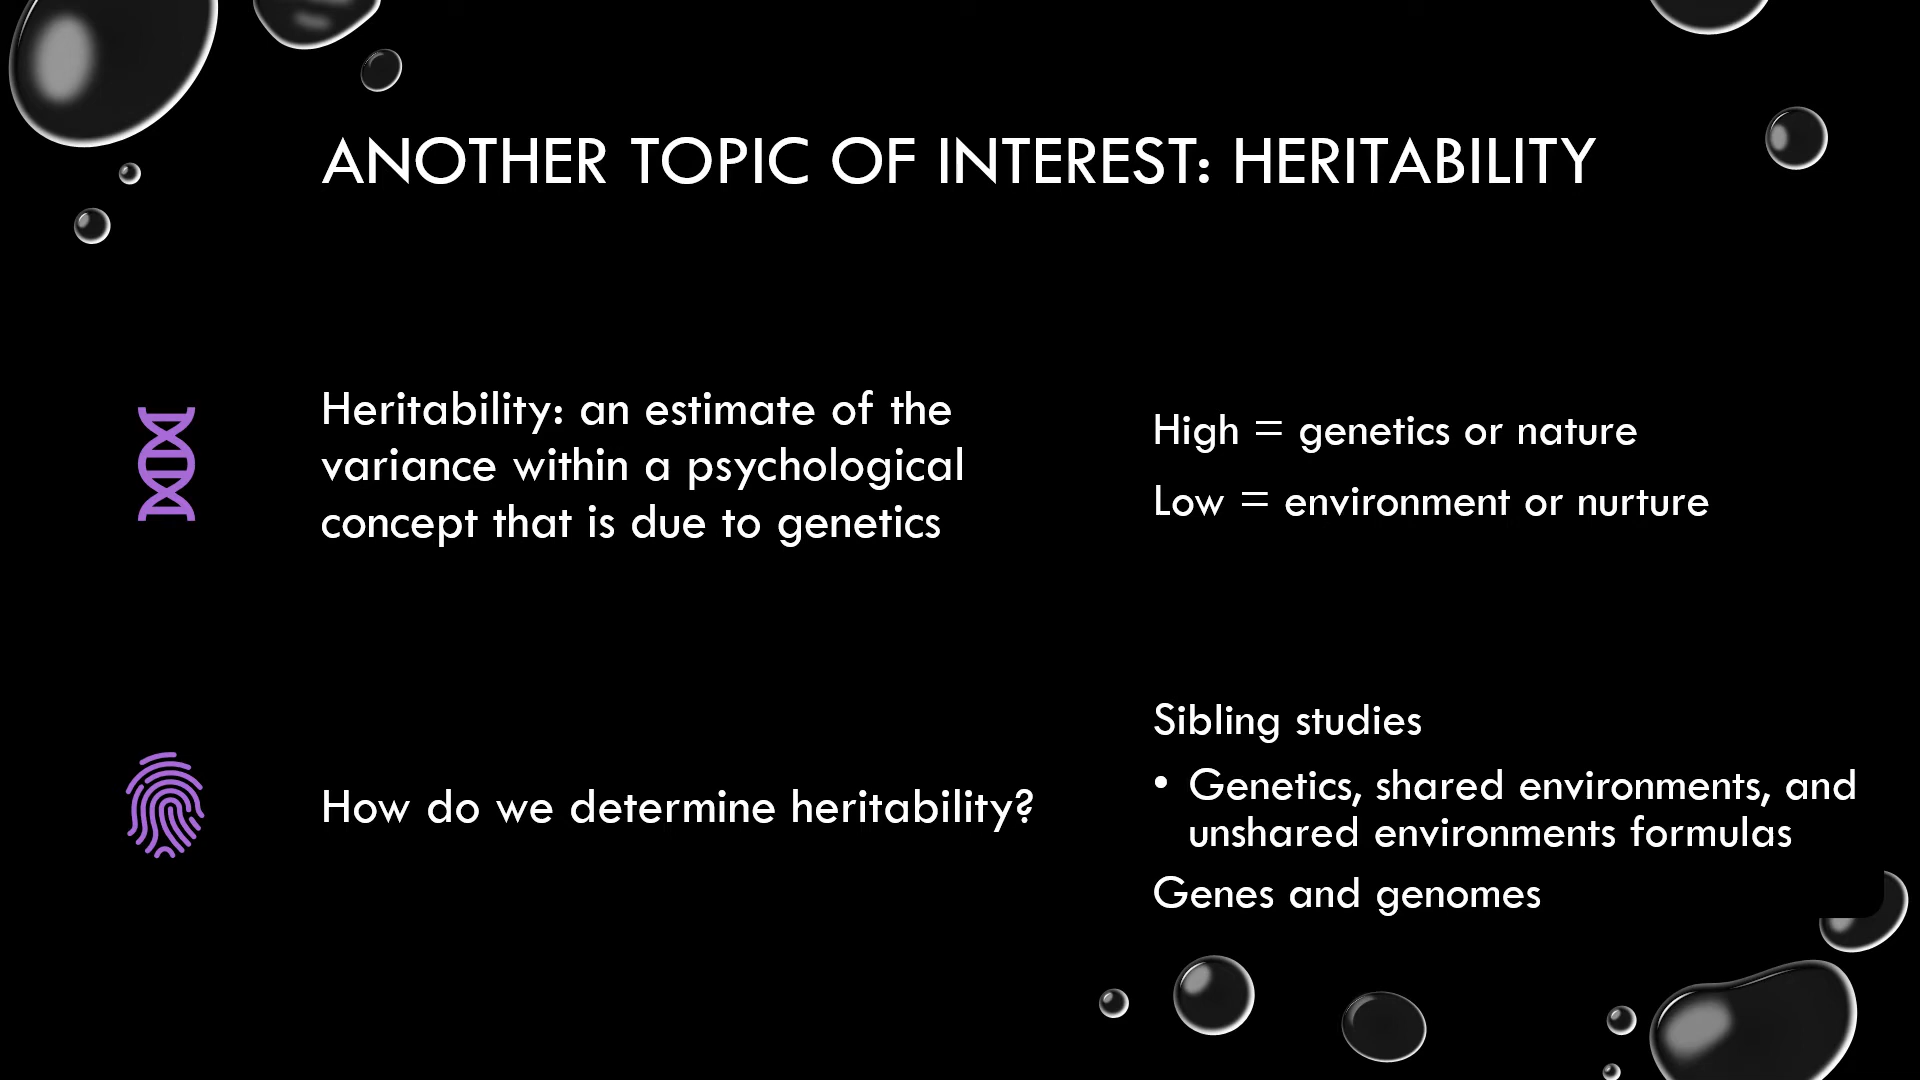 ANOTHER TOPIC OF INTEREST: HERITABILITY
Heritability: an estimate of the
variance within a psychological
concept that is due to genetics
High = genetics or nature
Low = environment or nurture
How do we determine heritability?
Sibling studies
• Genetics, shared environments, and
unshared environments formulas
Genes and genomes